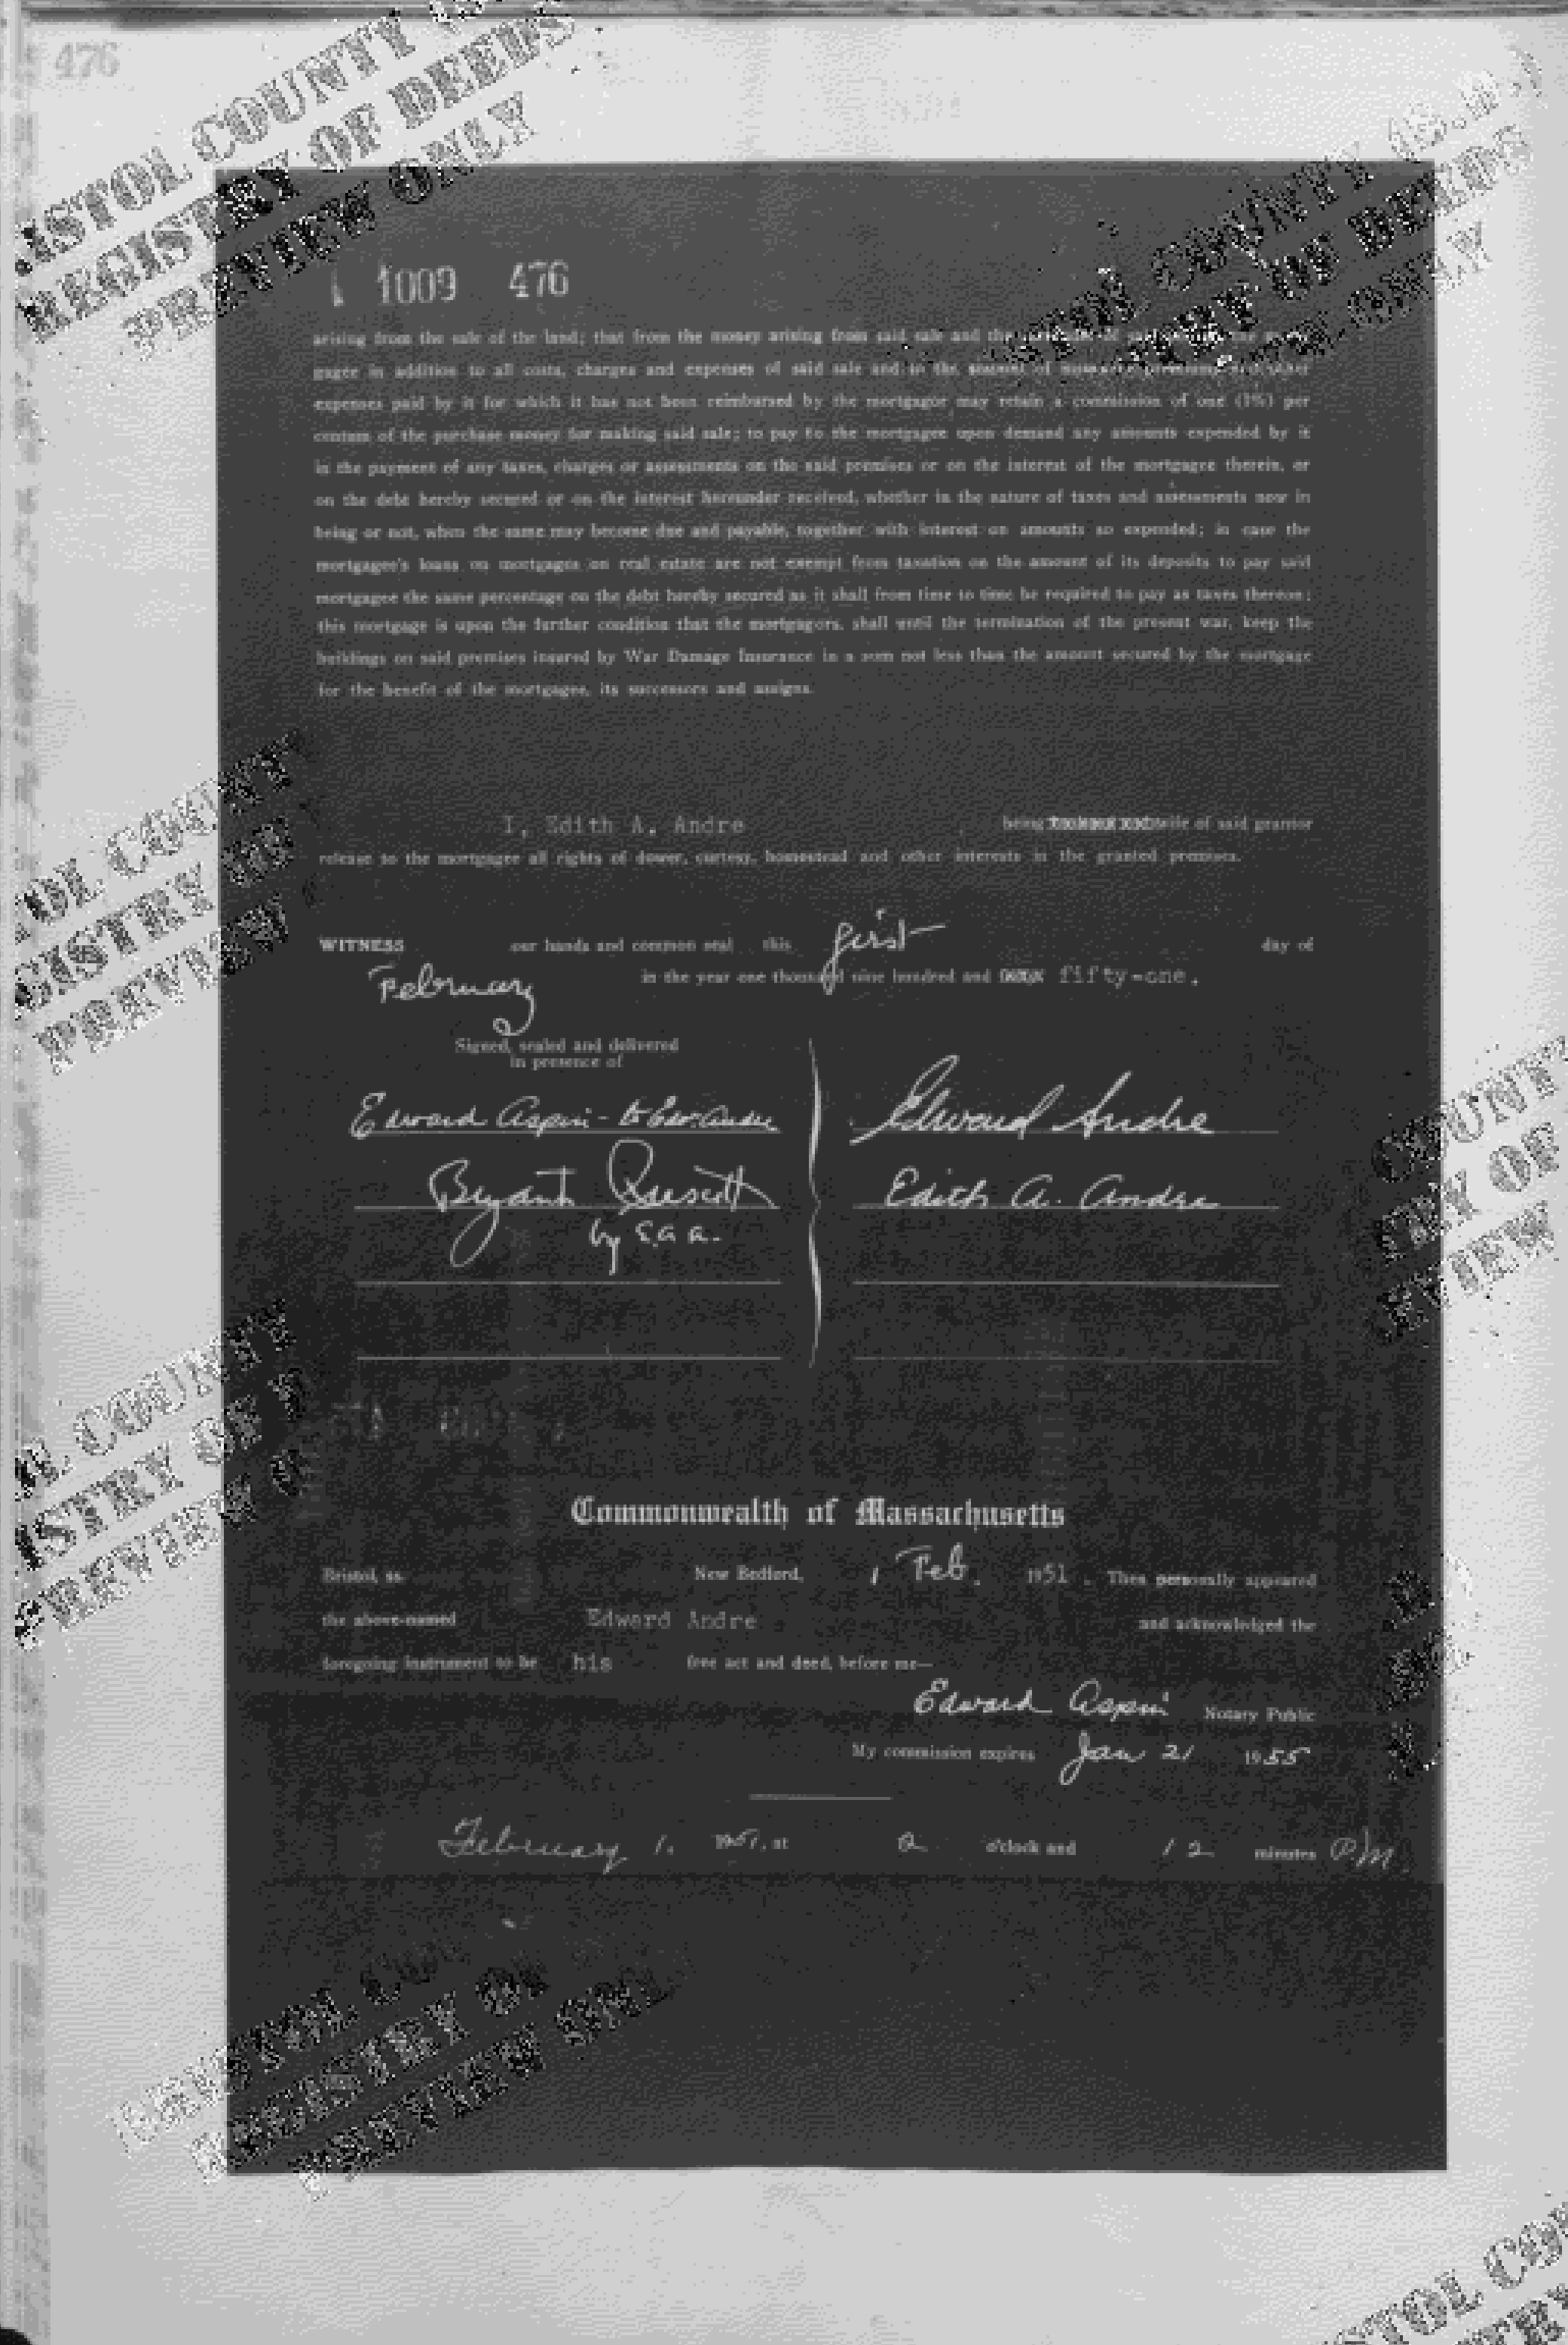 476
BRISTOL COUNTY (S.D.)
REGISTRY OF DEEDS
PREVIEW ONLY
1009 476
arising from the sale of the land; that from the money arising from said sale and the
gagee in addition to all costs, charges and expenses of said sale and to the amount of insurance premiums and other
expenses paid by it for which it has not been reimbursed by the mortgagor may retain a commission of one (1%) per
centum of the purchase money for making said sale; to pay to the mortgagee upon demand any amounts expended by it
in the payment of any taxes, charges or assessments on the said premises or on the interest of the mortgagee therein, or
on the debt hereby secured or on the interest hereunder received, whether in the nature of taxes and assessments now in
being or not, when the same may become due and payable, together with interest on amounts so expended; in case the
mortgagee's loans on mortgages on real estate are not exempt from taxation on the amount of its deposits to pay said
mortgagee the same percentage on the debt hereby secured as it shall from time to time be required to pay as taxes thereon;
this mortgage is upon the further condition that the mortgagors, shall until the termination of the present war, keep the
buildings on said premises insured by War Damage Insurance in a sum not less than the amount secured by the mortgage
for the benefit of the mortgagee, its successors and assigns.
I, Edith A. Andre being wife of said grantor
release to the mortgagee all rights of dower, curtesy, homestead and other interests in the granted premises.
WITNESS our hands and common seal this first day of
February in the year one thousand nine hundred and fifty-one.
Signed, sealed and delivered
in presence of
Edward Aspin - to Edw. Andre Edward Andre
Bryant Edith A. Andre
by E.A.A.
Commonwealth of Massachusetts
Bristol, ss. New Bedford, 1 Feb. 1951. Then personally appeared
the above-named Edward Andre and acknowledged the
foregoing instrument to be his free act and deed, before me—
Edward Aspin Notary Public
My commission expires Jan 21 1955
February 1. 1951, at 2 o'clock and 12 minutes P.M.